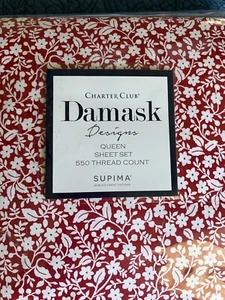 CHARTER CLUB®
Damask
Designs
QUEEN
SHEET SET
550 THREAD COUNT
SUPIMA®